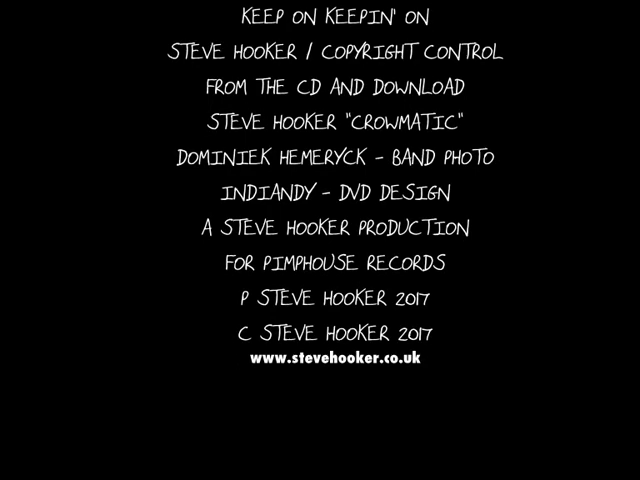 KEEP ON KEEPIN' ON
STEVE HOOKER / COPYRIGHT CONTROL
FROM THE CD AND DOWNLOAD
STEVE HOOKER "CROWMATIC"
DOMINIEK HEMERYCK - BAND PHOTO
INDIANDY - DVD DESIGN
A STEVE HOOKER PRODUCTION
FOR PIMPHOUSE RECORDS
P STEVE HOOKER 2017
C STEVE HOOKER 2017
www.stevehooker.co.uk